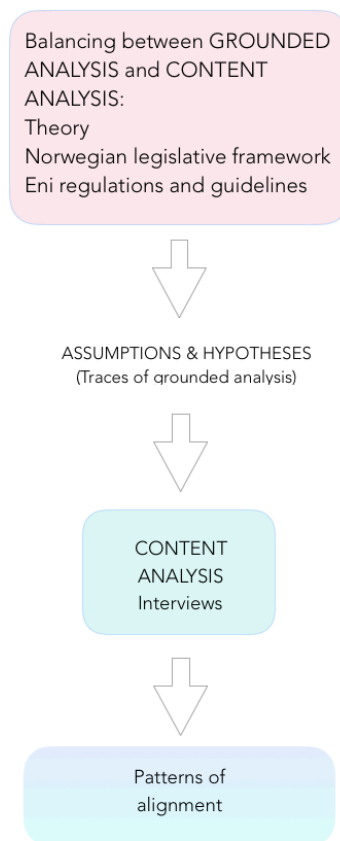 Balancing between GROUNDED
ANALYSIS and CONTENT
ANALYSIS:
Theory
Norwegian legislative framework
Eni regulations and guidelines
ASSUMPTIONS & HYPOTHESES
(Traces of grounded analysis)
CONTENT
ANALYSIS
Interviews
Patterns of
alignment